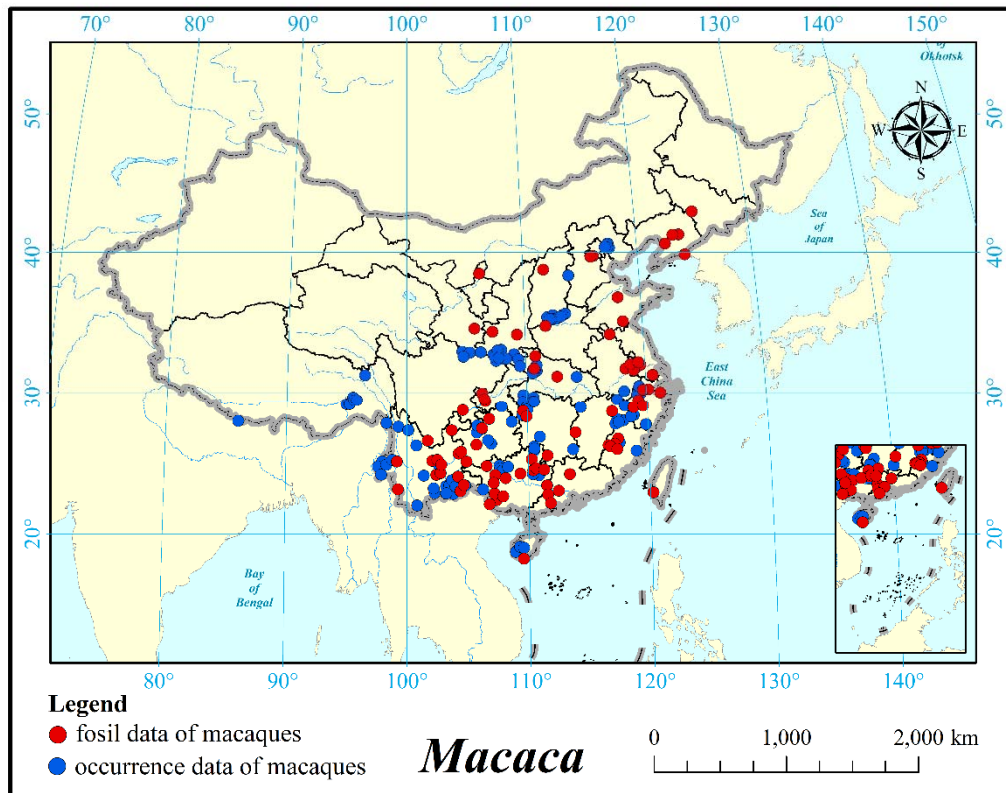 70° 80° 90° 100° 110° 120° 130° 140° 150°
of
Okhotsk
N
W E
S
50° 50°
Sea
of
Japan
40° 40°
East
China
Sea
30° 30°
20° 20°
Bay
of
Bengal
80° 90° 100° 110° 120° 130° 140°
Legend
fosil data of macaques
occurrence data of macaques
Macaca
0 1,000 2,000 km